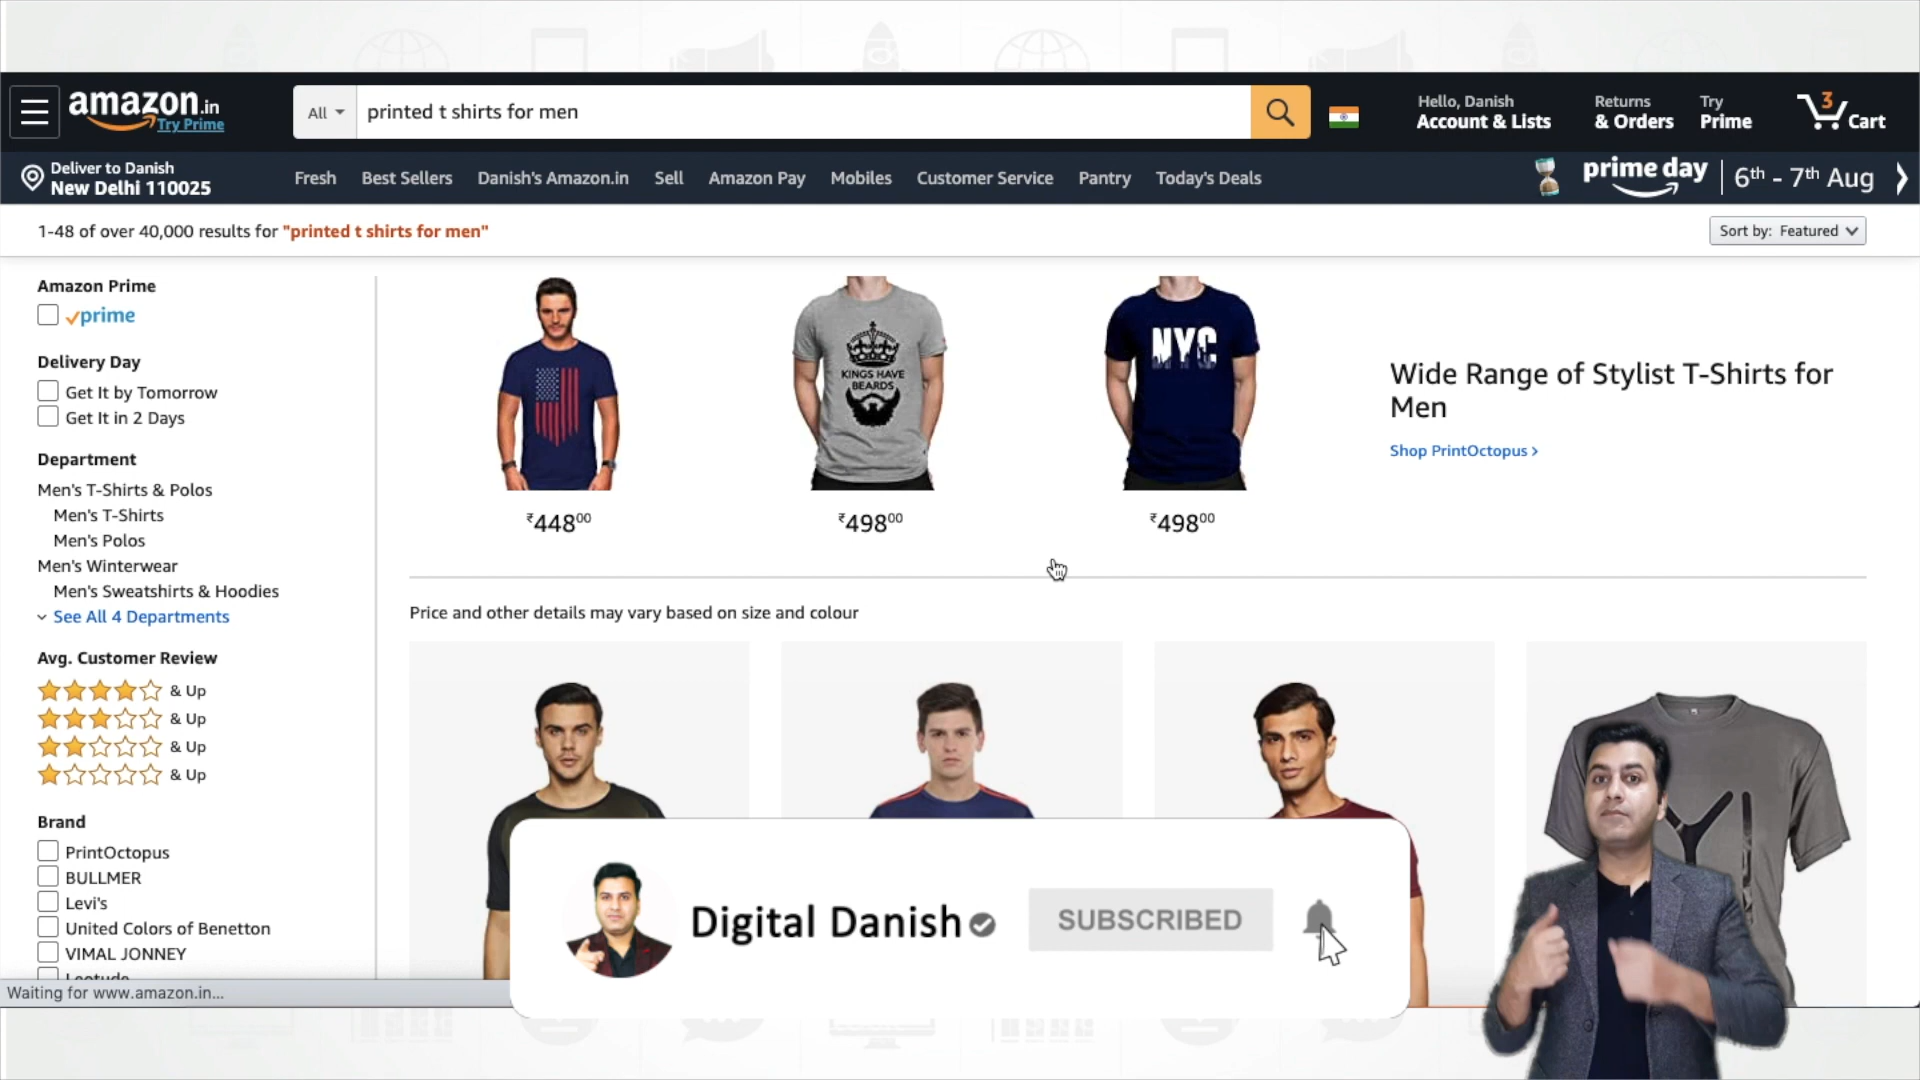 amazon.in
Try Prime
All
printed t shirts for men
Hello, Danish
Account & Lists
Returns
& Orders
Try
Prime
3
Cart
Deliver to Danish
New Delhi 110025
Fresh
Best Sellers
Danish's Amazon.in
Sell
Amazon Pay
Mobiles
Customer Service
Pantry
Today's Deals
prime day
6th - 7th Aug
1-48 of over 40,000 results for "printed t shirts for men"
Sort by: Featured
Amazon Prime
prime
Delivery Day
Get It by Tomorrow
Get It in 2 Days
Department
Men's T-Shirts & Polos
Men's T-Shirts
Men's Polos
Men's Winterwear
Men's Sweatshirts & Hoodies
See All 4 Departments
Avg. Customer Review
& Up
& Up
& Up
& Up
Brand
PrintOctopus
BULLMER
Levi's
United Colors of Benetton
VIMAL JONNEY
Waiting for www.amazon.in...
KINGS HAVE
BEARDS
NYC
₹44800
₹49800
₹49800
Wide Range of Stylist T-Shirts for
Men
Shop PrintOctopus ›
Price and other details may vary based on size and colour
Digital Danish
SUBSCRIBED